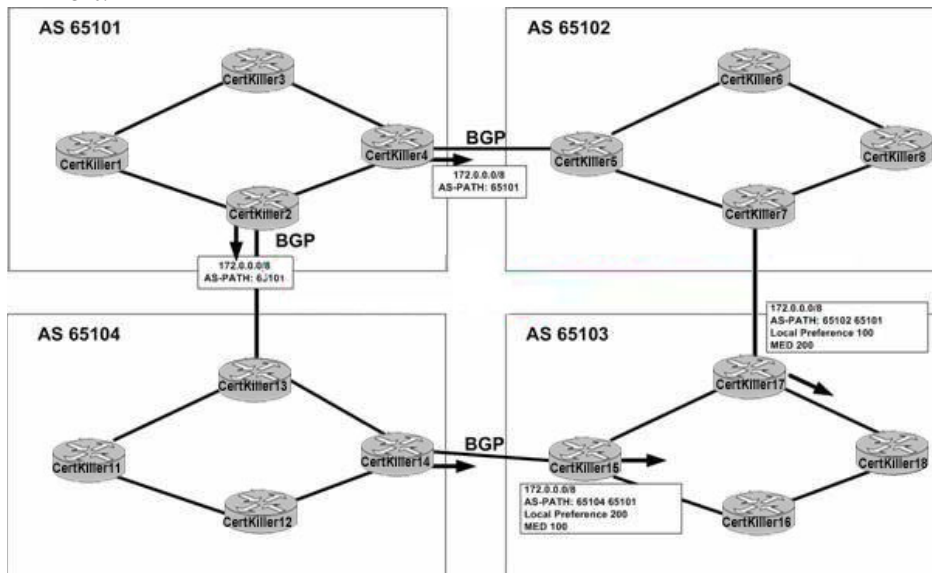 AS 65101
CertKiller3
CertKiller1
CertKiller4
CertKiller2
BGP
172.0.0.0/8
AS-PATH: 65101
BGP
172.0.0.0/8
AS-PATH: 65101
AS 65102
CertKiller6
CertKiller5
CertKiller8
CertKiller7
AS 65104
CertKiller13
CertKiller11
CertKiller14
CertKiller12
BGP
AS 65103
172.0.0.0/8
AS-PATH: 65102 65101
Local Preference 100
MED 200
CertKiller17
CertKiller15
CertKiller18
CertKiller16
172.0.0.0/8
AS-PATH: 65104 65101
Local Preference 200
MED 100